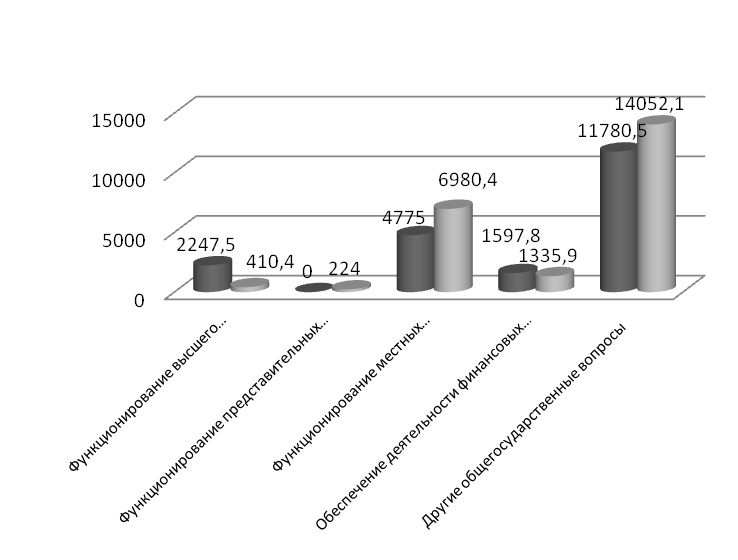 15000
10000
5000
0
2247,5
410,4
0
224
4775
6980,4
1597,8
1335,9
11780,5
14052,1
Функционирование высшего...
Функционирование представительных...
Функционирование местных...
Обеспечение деятельности финансовых...
Другие общегосударственные вопросы